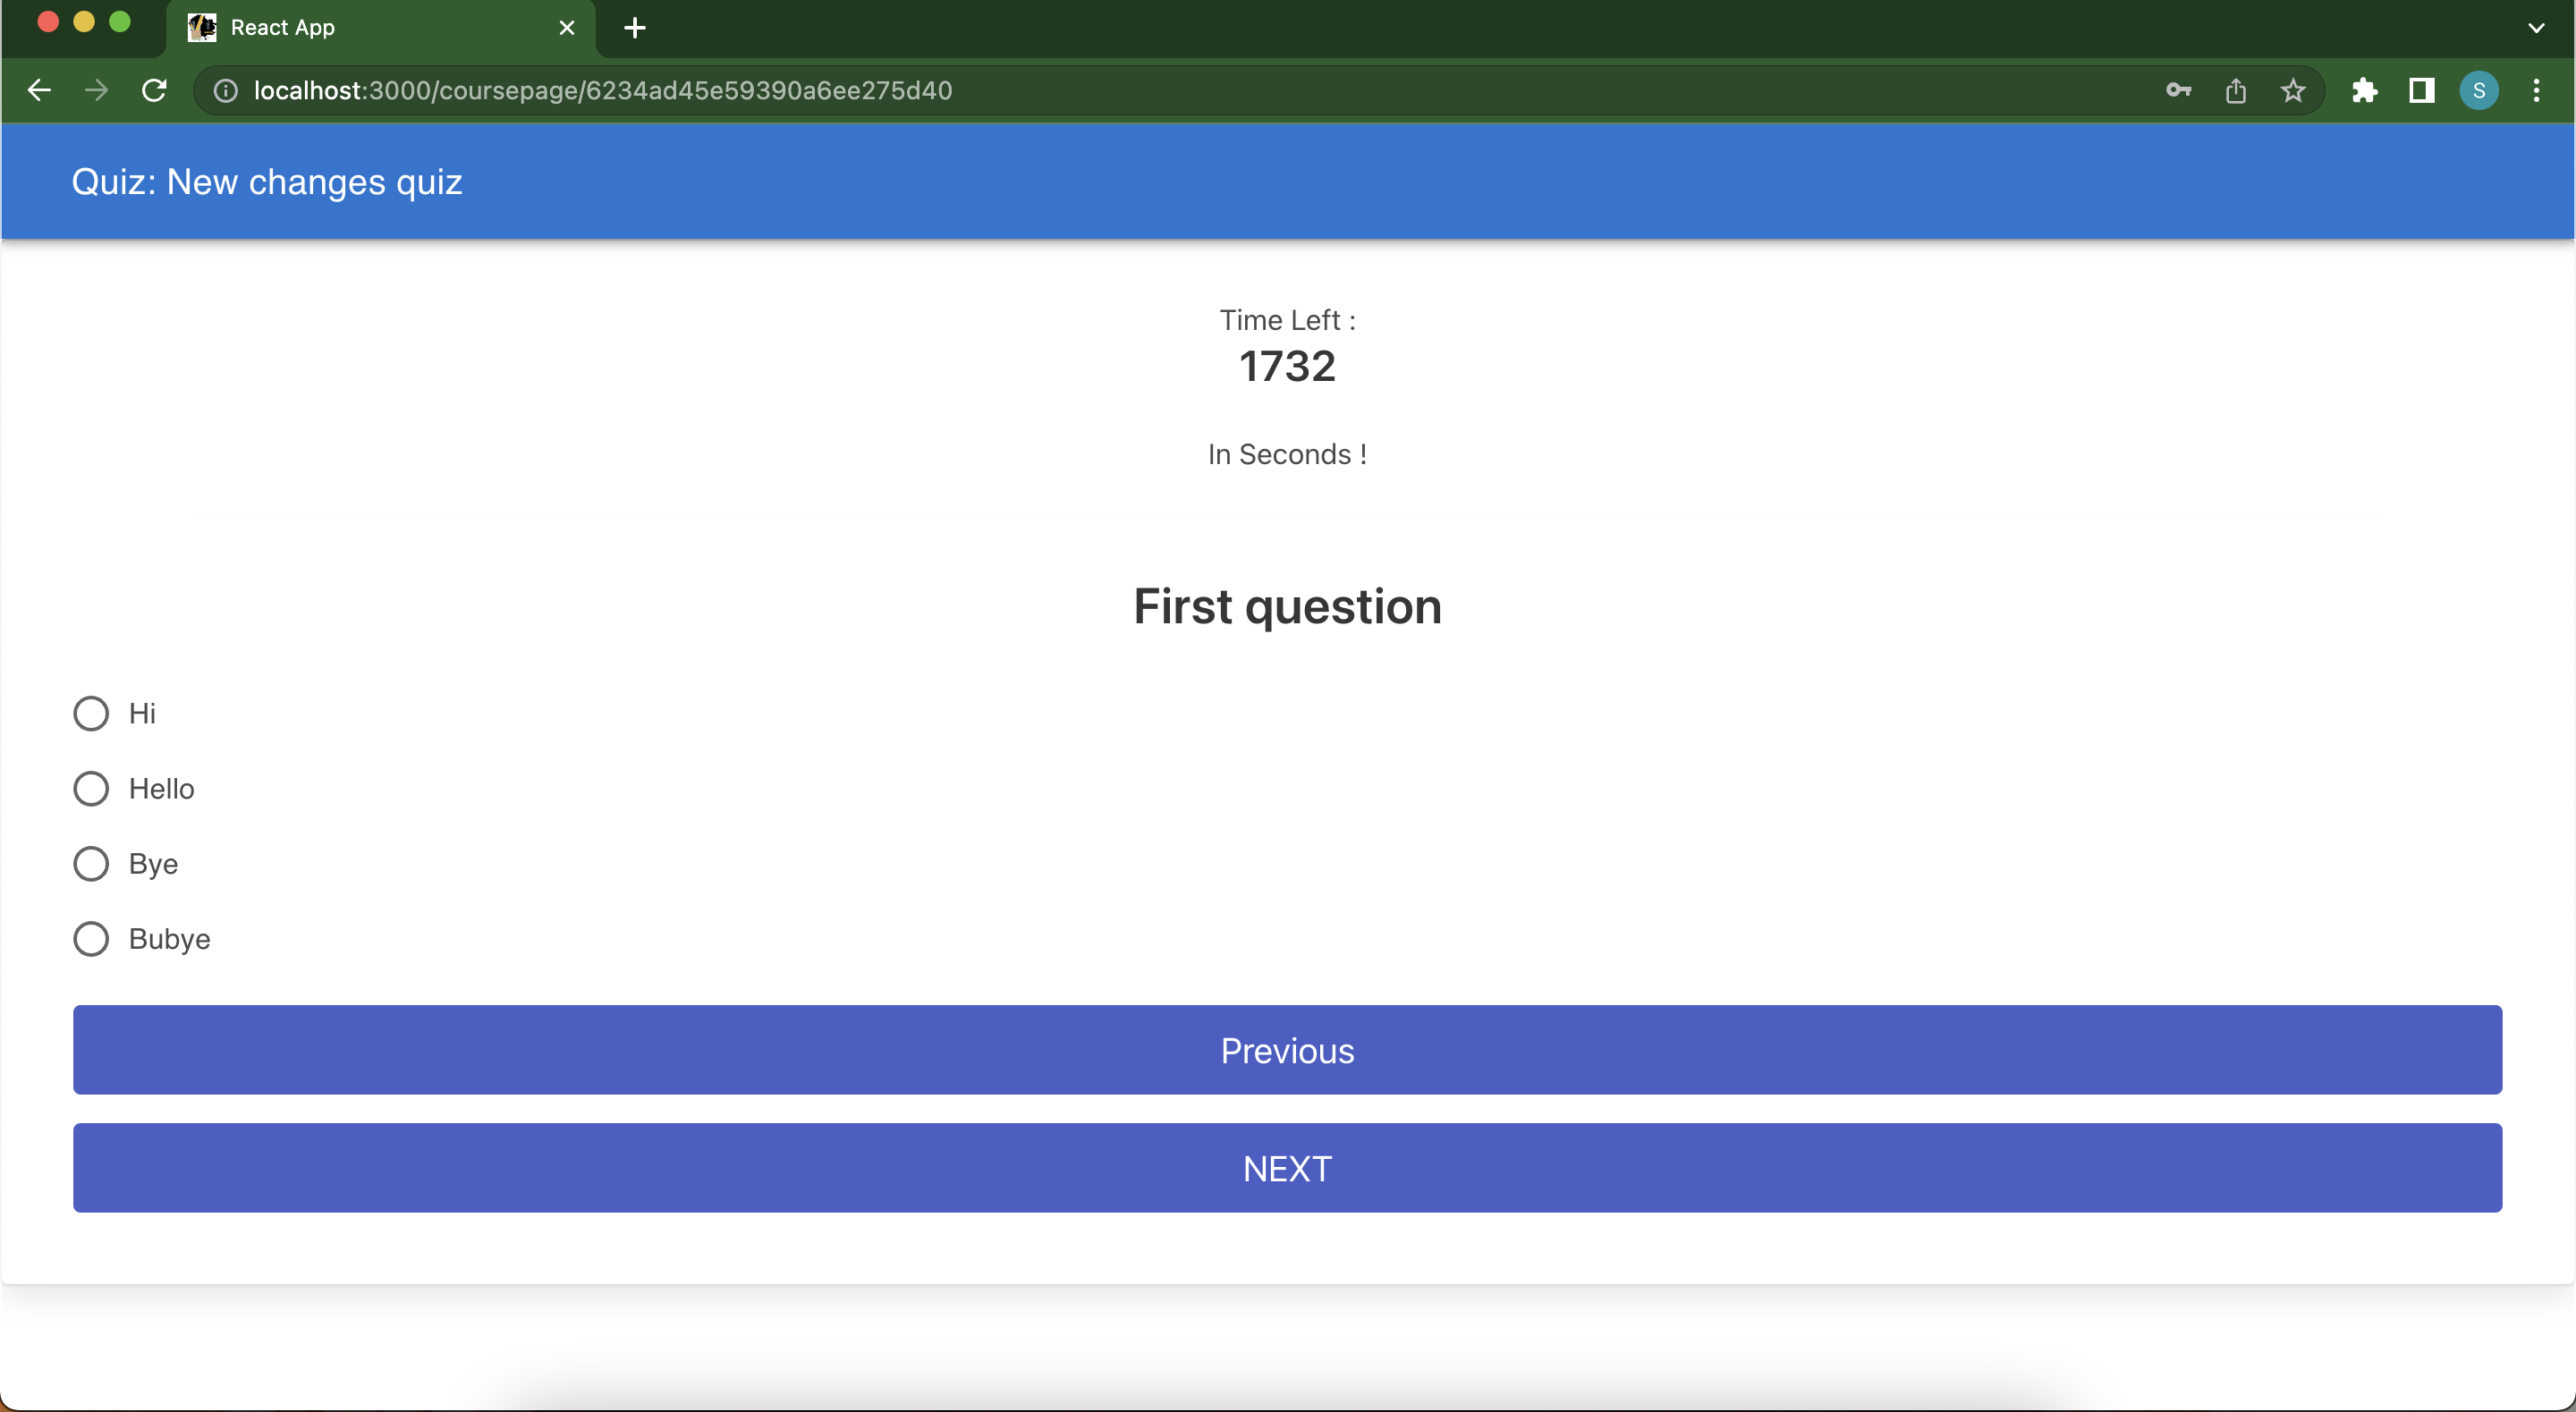 React App
localhost:3000/coursepage/6234ad45e59390a6ee275d40
S
Quiz: New changes quiz
Time Left :
1732
In Seconds !
First question
Hi
Hello
Bye
Bubye
Previous
NEXT